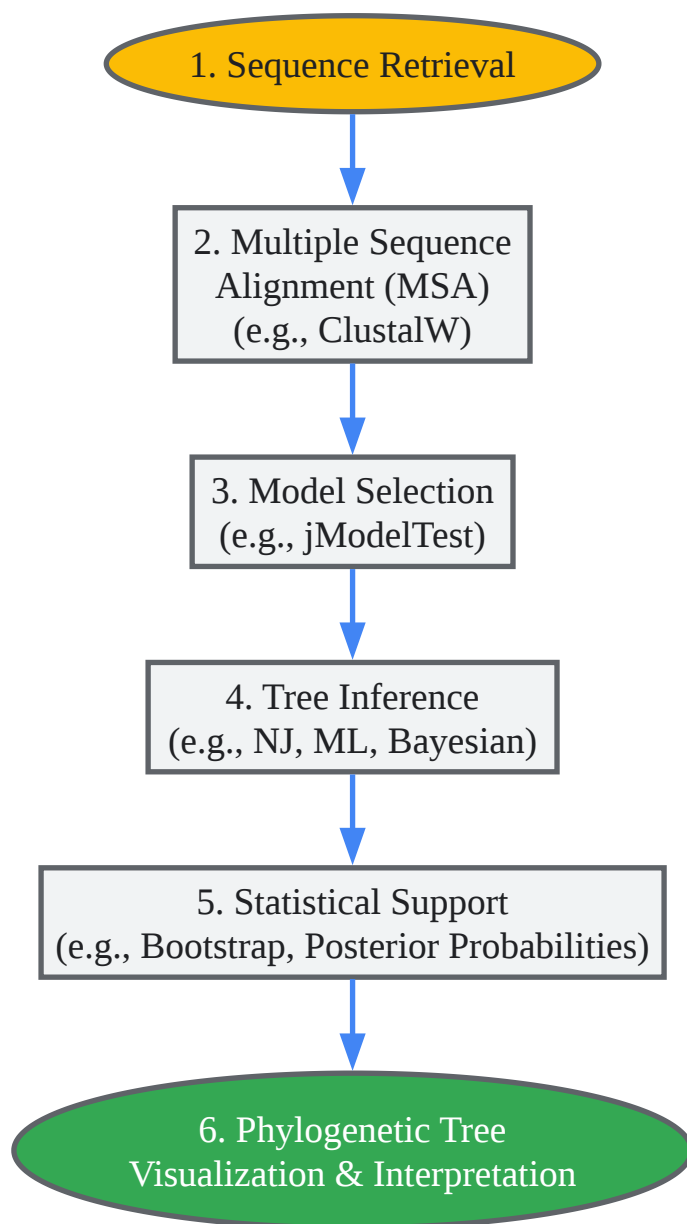 1. Sequence Retrieval
2. Multiple Sequence
Alignment (MSA)
(e.g., ClustalW)
3. Model Selection
(e.g., jModelTest)
4. Tree Inference
(e.g., NJ, ML, Bayesian)
5. Statistical Support
(e.g., Bootstrap, Posterior Probabilities)
6. Phylogenetic Tree
Visualization & Interpretation